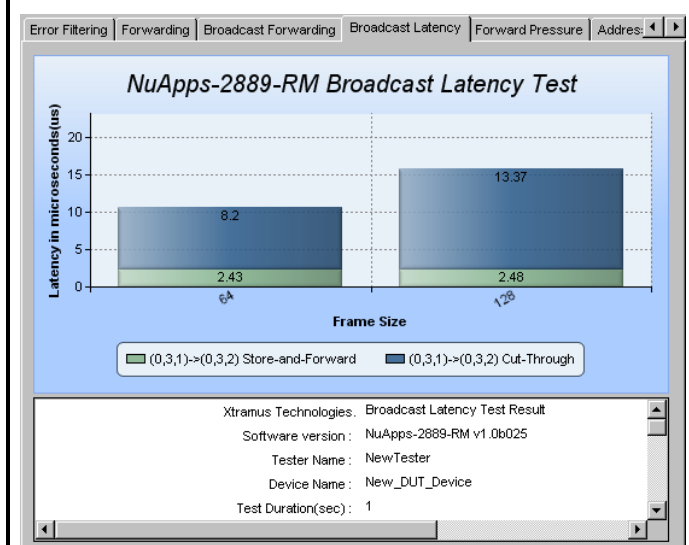 Error Filtering Forwarding Broadcast Forwarding Broadcast Latency Forward Pressure
NuApps-2889-RM Broadcast Latency Test
Latency in microseconds(us)
20
15
10
5
0
8.2
2.43
13.37
2.48
64
128
Frame Size
(0,3,1)->(0,3,2) Store-and-Forward (0,3,1)->(0,3,2) Cut-Through
Xtramus Technologies. Broadcast Latency Test Result
Software version : NuApps-2889-RM v1.0b025
Tester Name : NewTester
Device Name : New_DUT_Device
Test Duration(sec) : 1